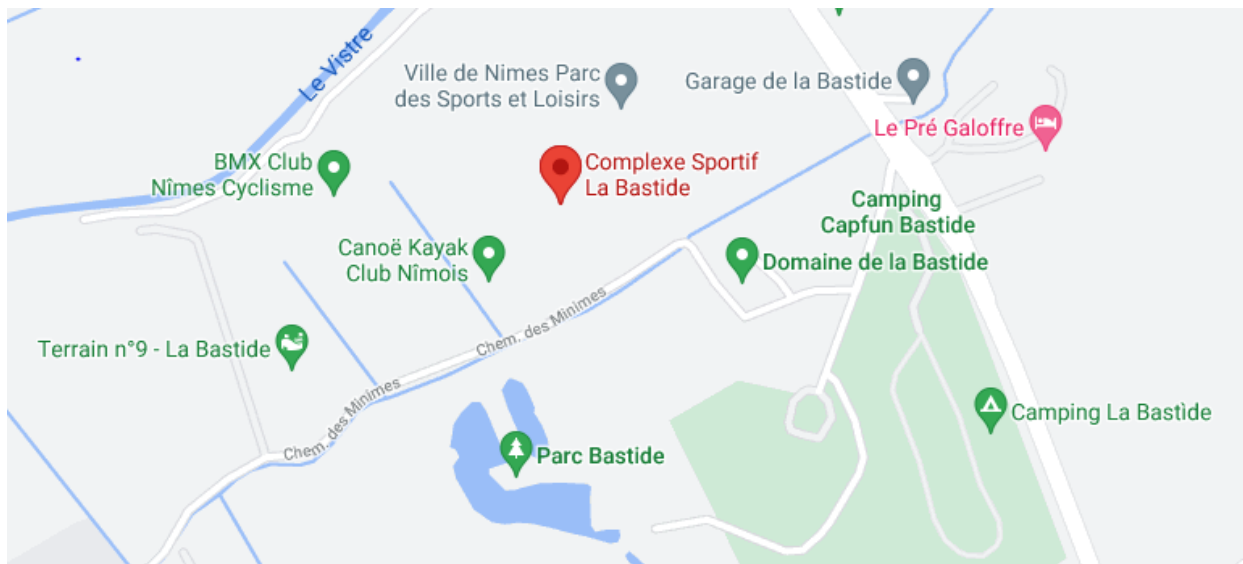 Le Vistre
Ville de Nimes Parc
des Sports et Loisirs
Garage de la Bastide
Le Pré Galoffre
BMX Club
Nîmes Cyclisme
Complexe Sportif
La Bastide
Camping
Capfun Bastide
Canoë Kayak
Club Nîmois
Domaine de la Bastide
Chem. des Minimes
Terrain n°9 - La Bastide
Chem. des Minimes
Camping La Bastìde
Parc Bastide